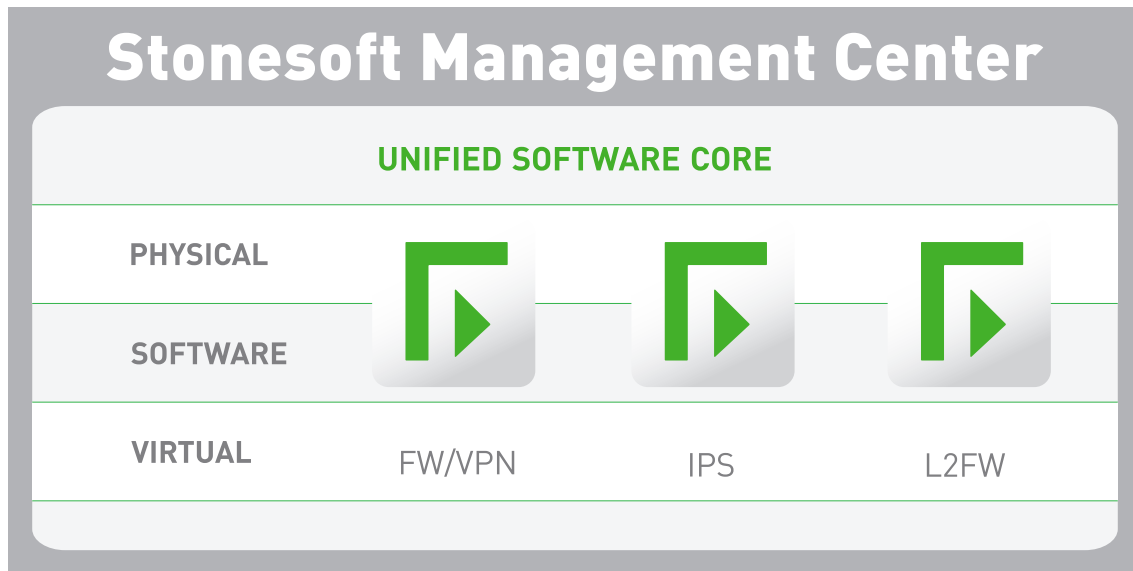 Stonesoft Management Center
UNIFIED SOFTWARE CORE
PHYSICAL
SOFTWARE
VIRTUAL
FW/VPN
IPS
L2FW